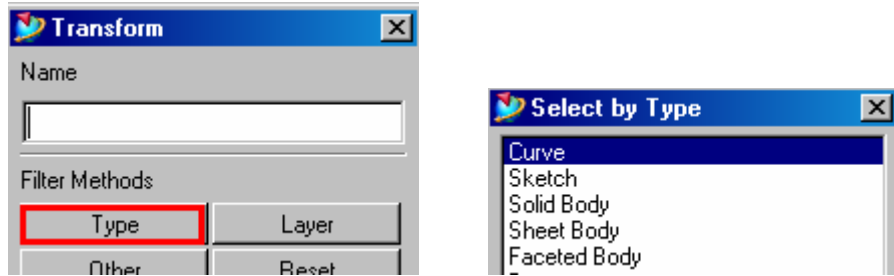 Transform
Name
Filter Methods
Type
Layer
Other
Reset
Select by Type
Curve
Sketch
Solid Body
Sheet Body
Faceted Body